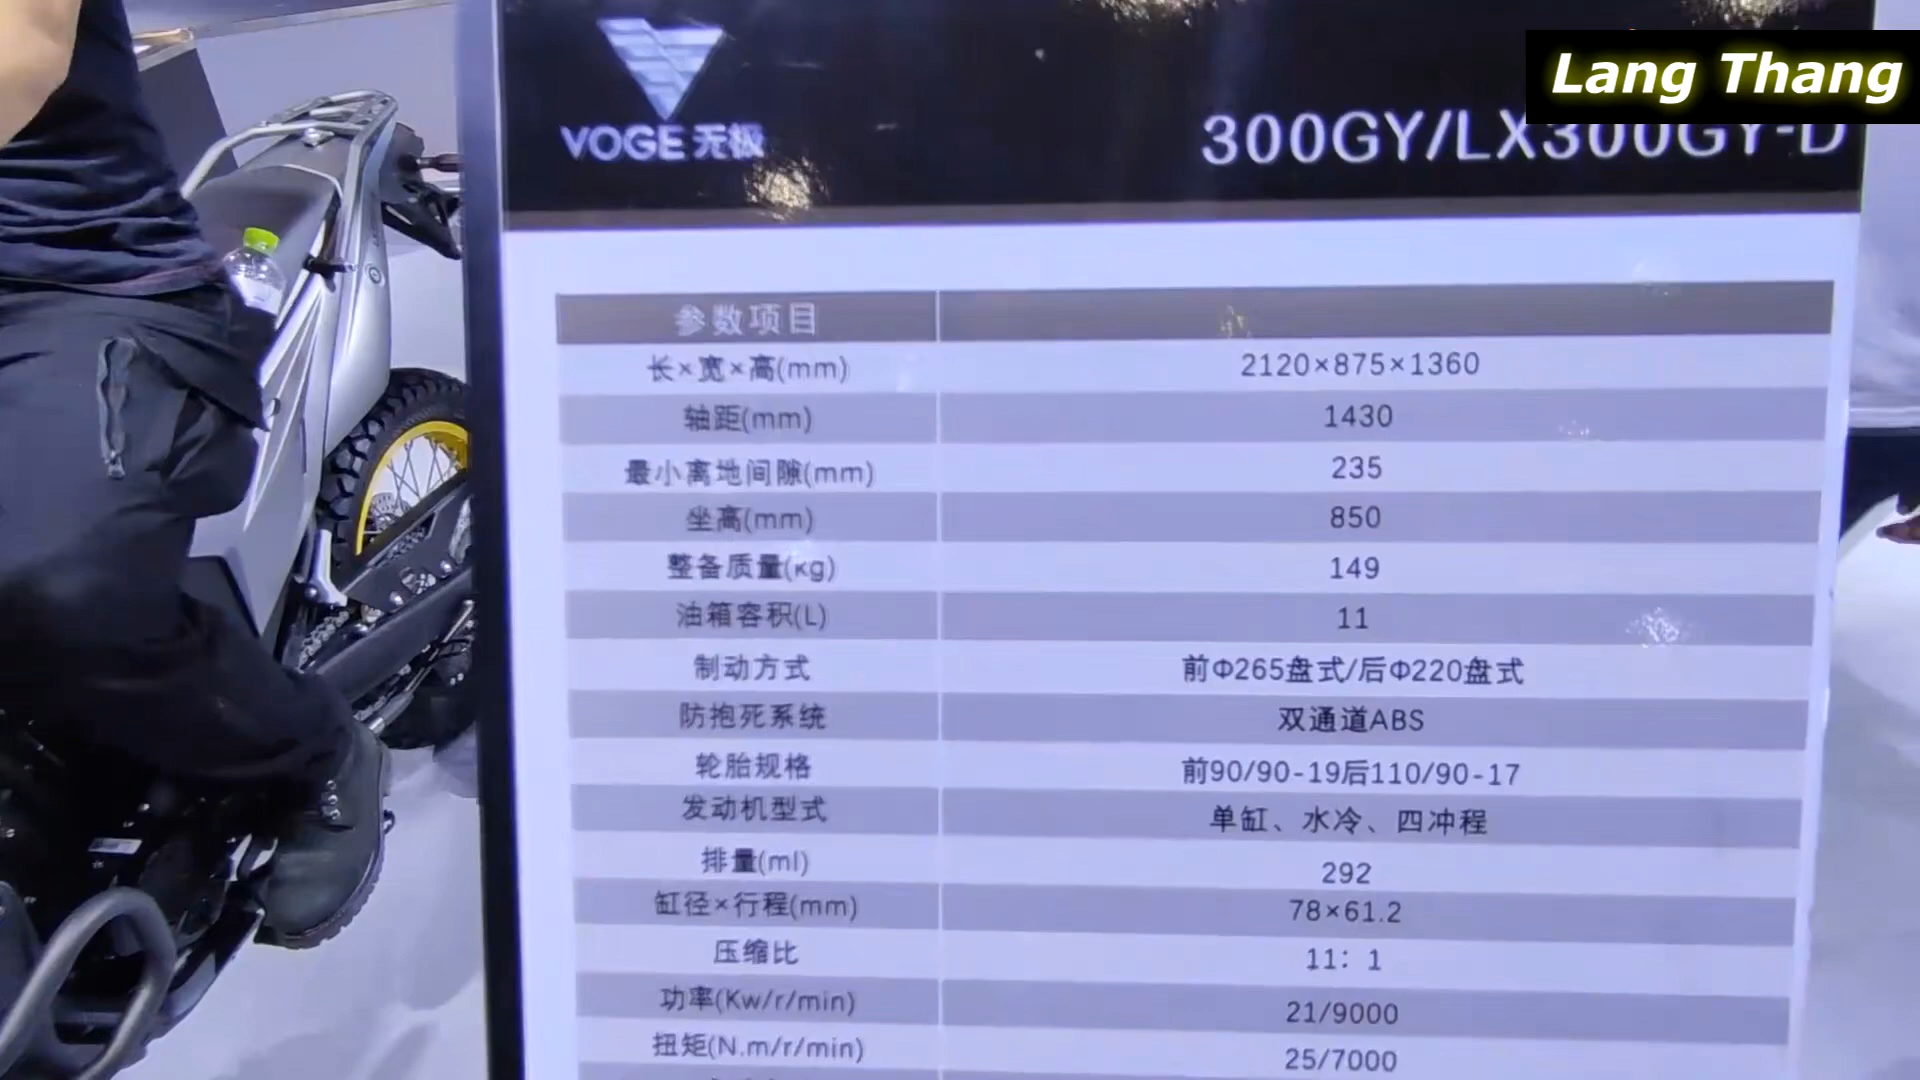 Lang Thang
VOGE 无极
300GY/LX300GY-D
参数项目
长×宽×高(mm) 2120×875×1360
轴距(mm) 1430
最小离地间隙(mm) 235
坐高(mm) 850
整备质量(кg) 149
油箱容积(L) 11
制动方式 前Φ265盘式/后Φ220盘式
防抱死系统 双通道ABS
轮胎规格 前90/90-19后110/90-17
发动机型式 单缸、水冷、四冲程
排量(ml) 292
缸径×行程(mm) 78×61.2
压缩比 11：1
功率(Kw/r/min) 21/9000
扭矩(N.m/r/min) 25/7000